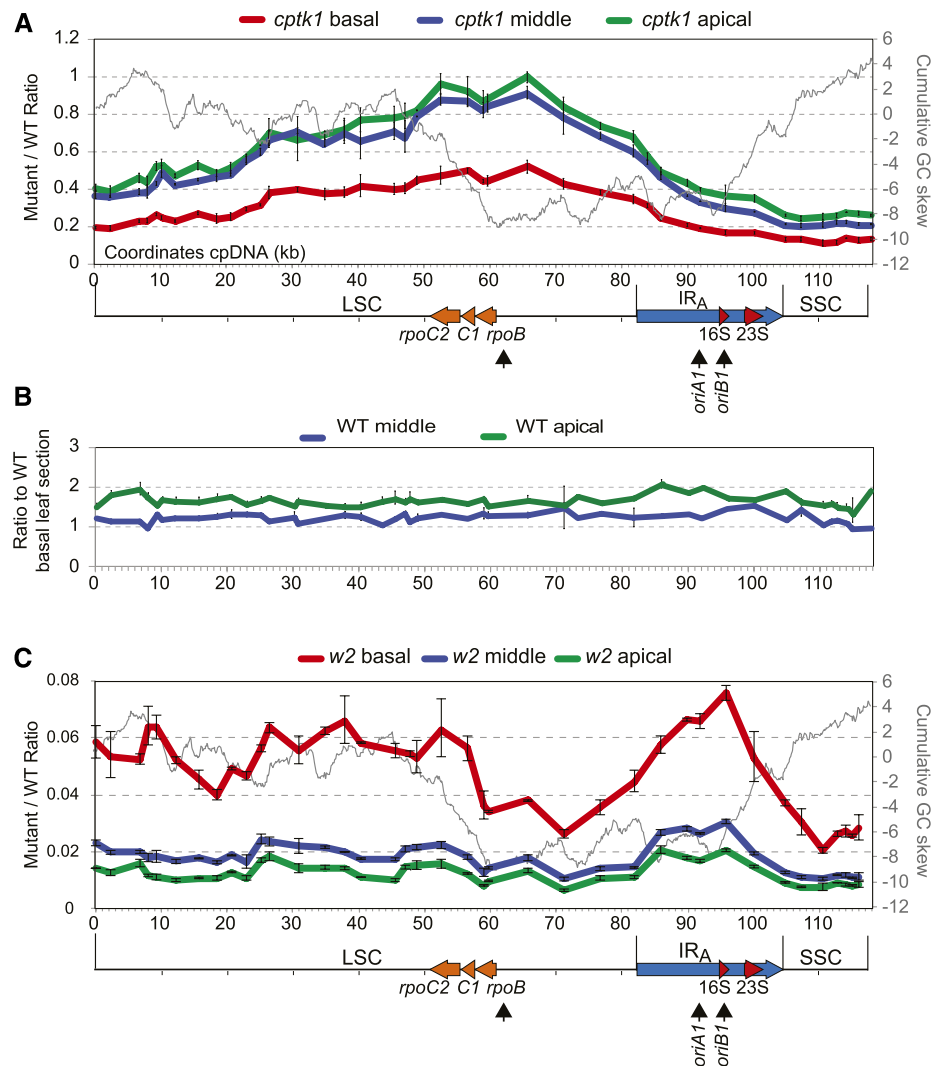 A
cptk1 basal cptk1 middle cptk1 apical
Mutant / WT Ratio
1.2
1
0.8
0.6
0.4
0.2
0
Cumulative GC skew
6
4
2
0
-2
-4
-6
-8
-10
-12
Coordinates cpDNA (kb)
0 10 20 30 40 50 60 70 80 90 100 110
LSC IRA SSC
rpoC2 C1 rpoB 16S 23S
oriA1 oriB1
B
WT middle WT apical
Ratio to WT
basal leaf section
3
2
1
0
0 10 20 30 40 50 60 70 80 90 100 110
C
w2 basal w2 middle w2 apical
Mutant / WT Ratio
0.08
0.06
0.04
0.02
0
Cumulative GC skew
6
4
2
0
-2
-4
-6
-8
-10
-12
0 10 20 30 40 50 60 70 80 90 100 110
LSC IRA SSC
rpoC2 C1 rpoB 16S 23S
oriA1 oriB1